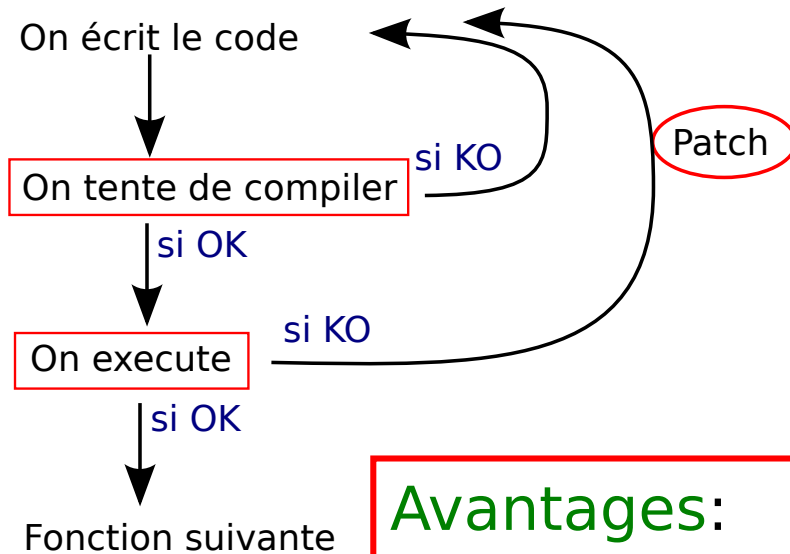 On écrit le code
Patch
si KO
On tente de compiler
si OK
si KO
On execute
si OK
Avantages:
Fonction suivante